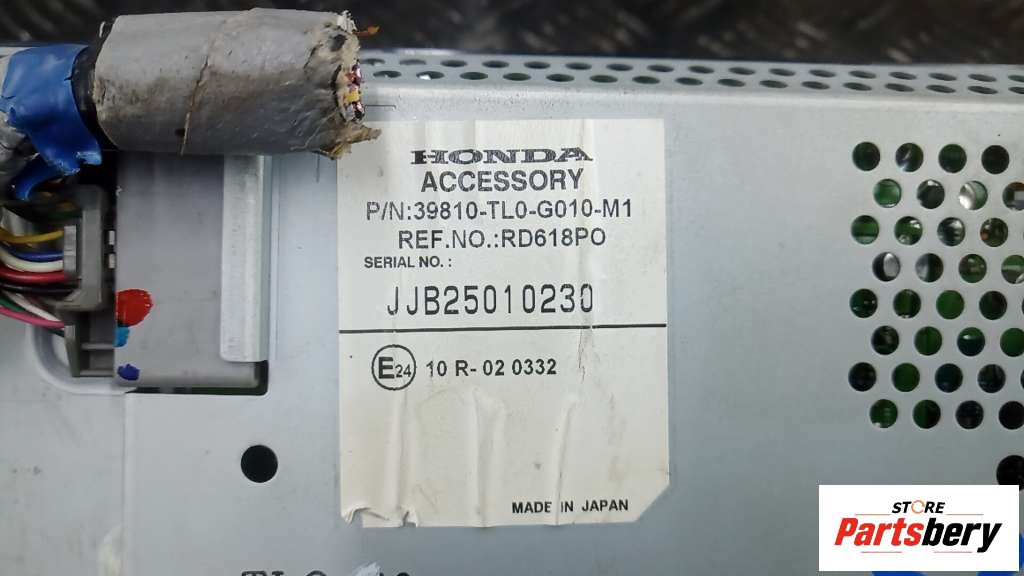 HONDA
ACCESSORY
P/N:39810-TL0-G010-M1
REF.NO.:RD618PO
SERIAL NO.:
JJB25010230
E24 10 R-02 0332
MADE IN JAPAN
STORE
Partsbery